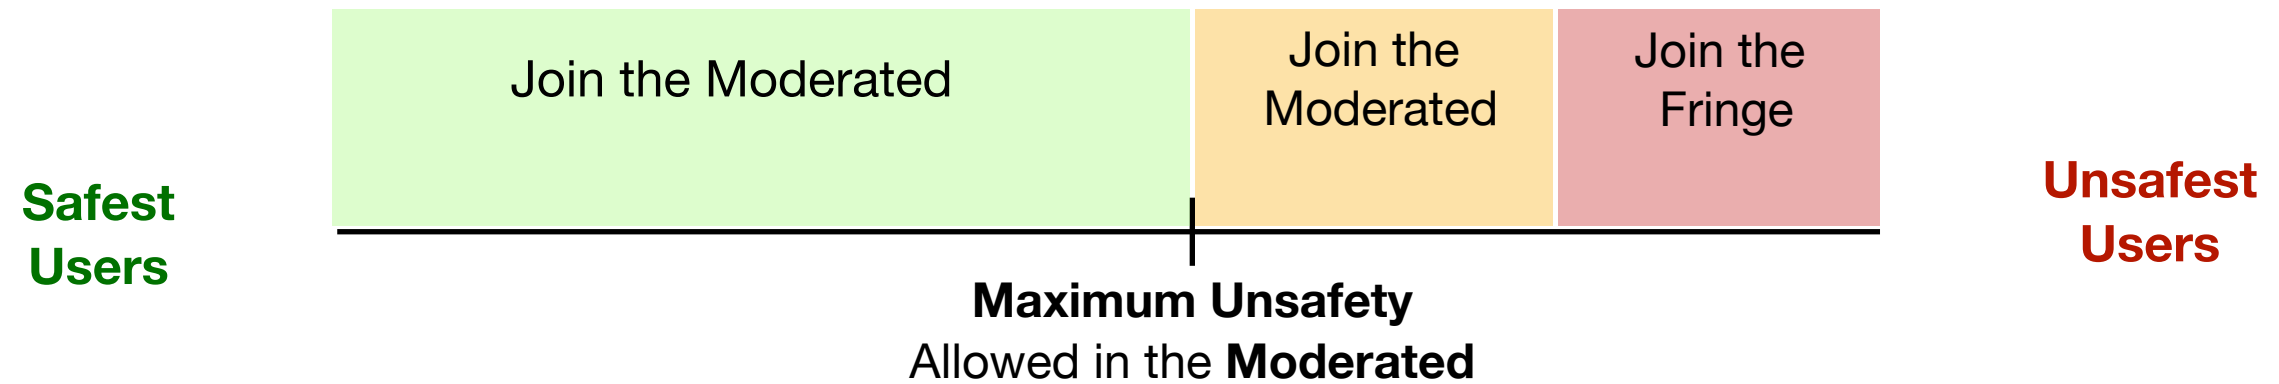 Join the Moderated
Join the
Moderated
Join the
Fringe
Safest
Users
Unsafest
Users
Maximum Unsafety
Allowed in the Moderated